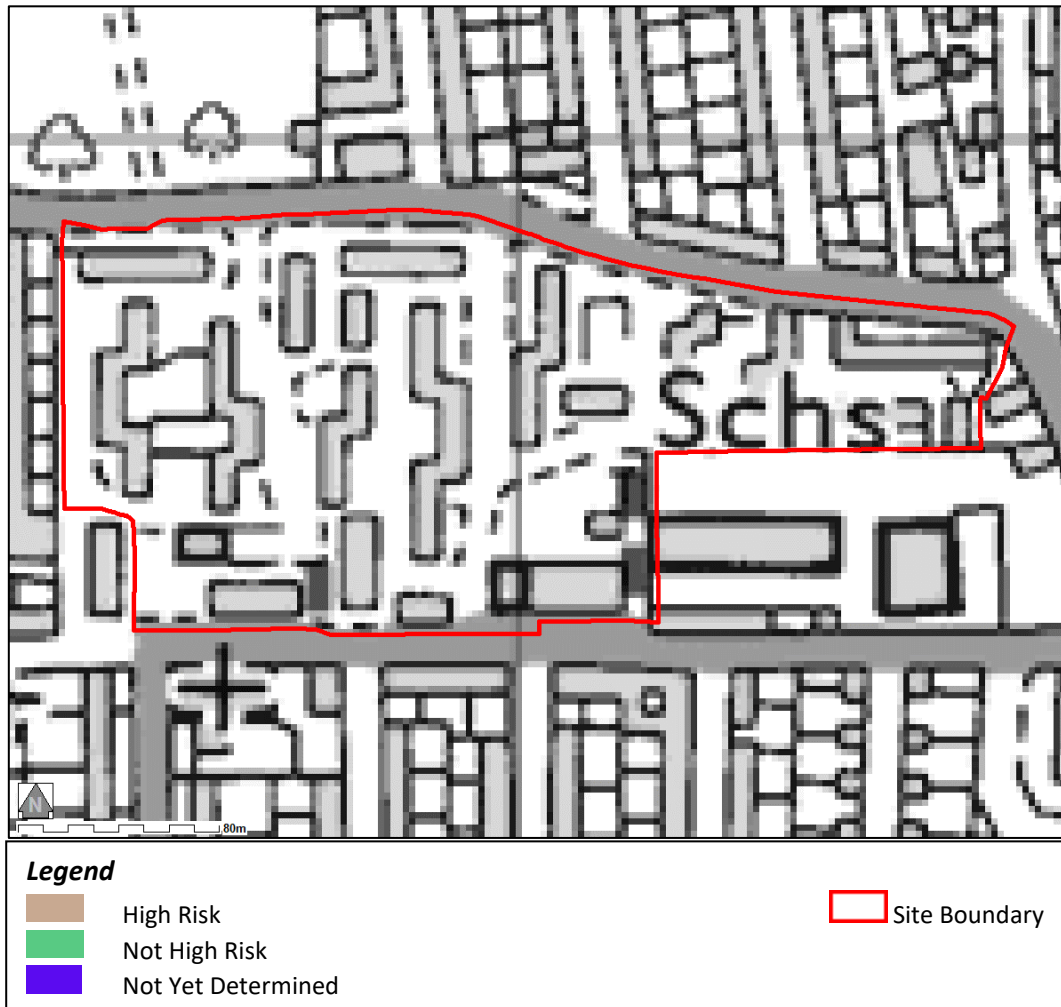 Schs
N
80m
Legend
High Risk
Site Boundary
Not High Risk
Not Yet Determined